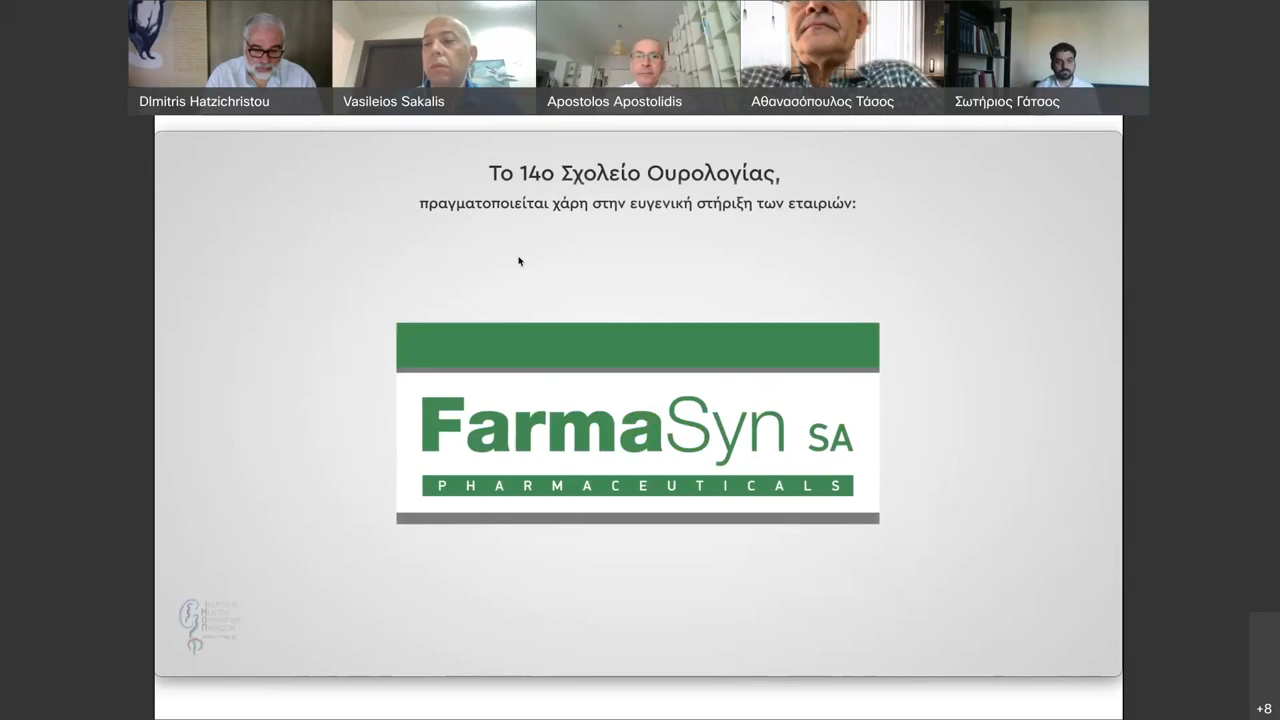 DImitris Hatzichristou
Vasileios Sakalis
Apostolos Apostolidis
Αθανασόπουλος Τάσος
Σωτήριος Γάτσος
Το 14ο Σχολείο Ουρολογίας,
πραγματοποιείται χάρη στην ευγενική στήριξη των εταιριών:
FarmaSyn SA
PHARMACEUTICALS
+8